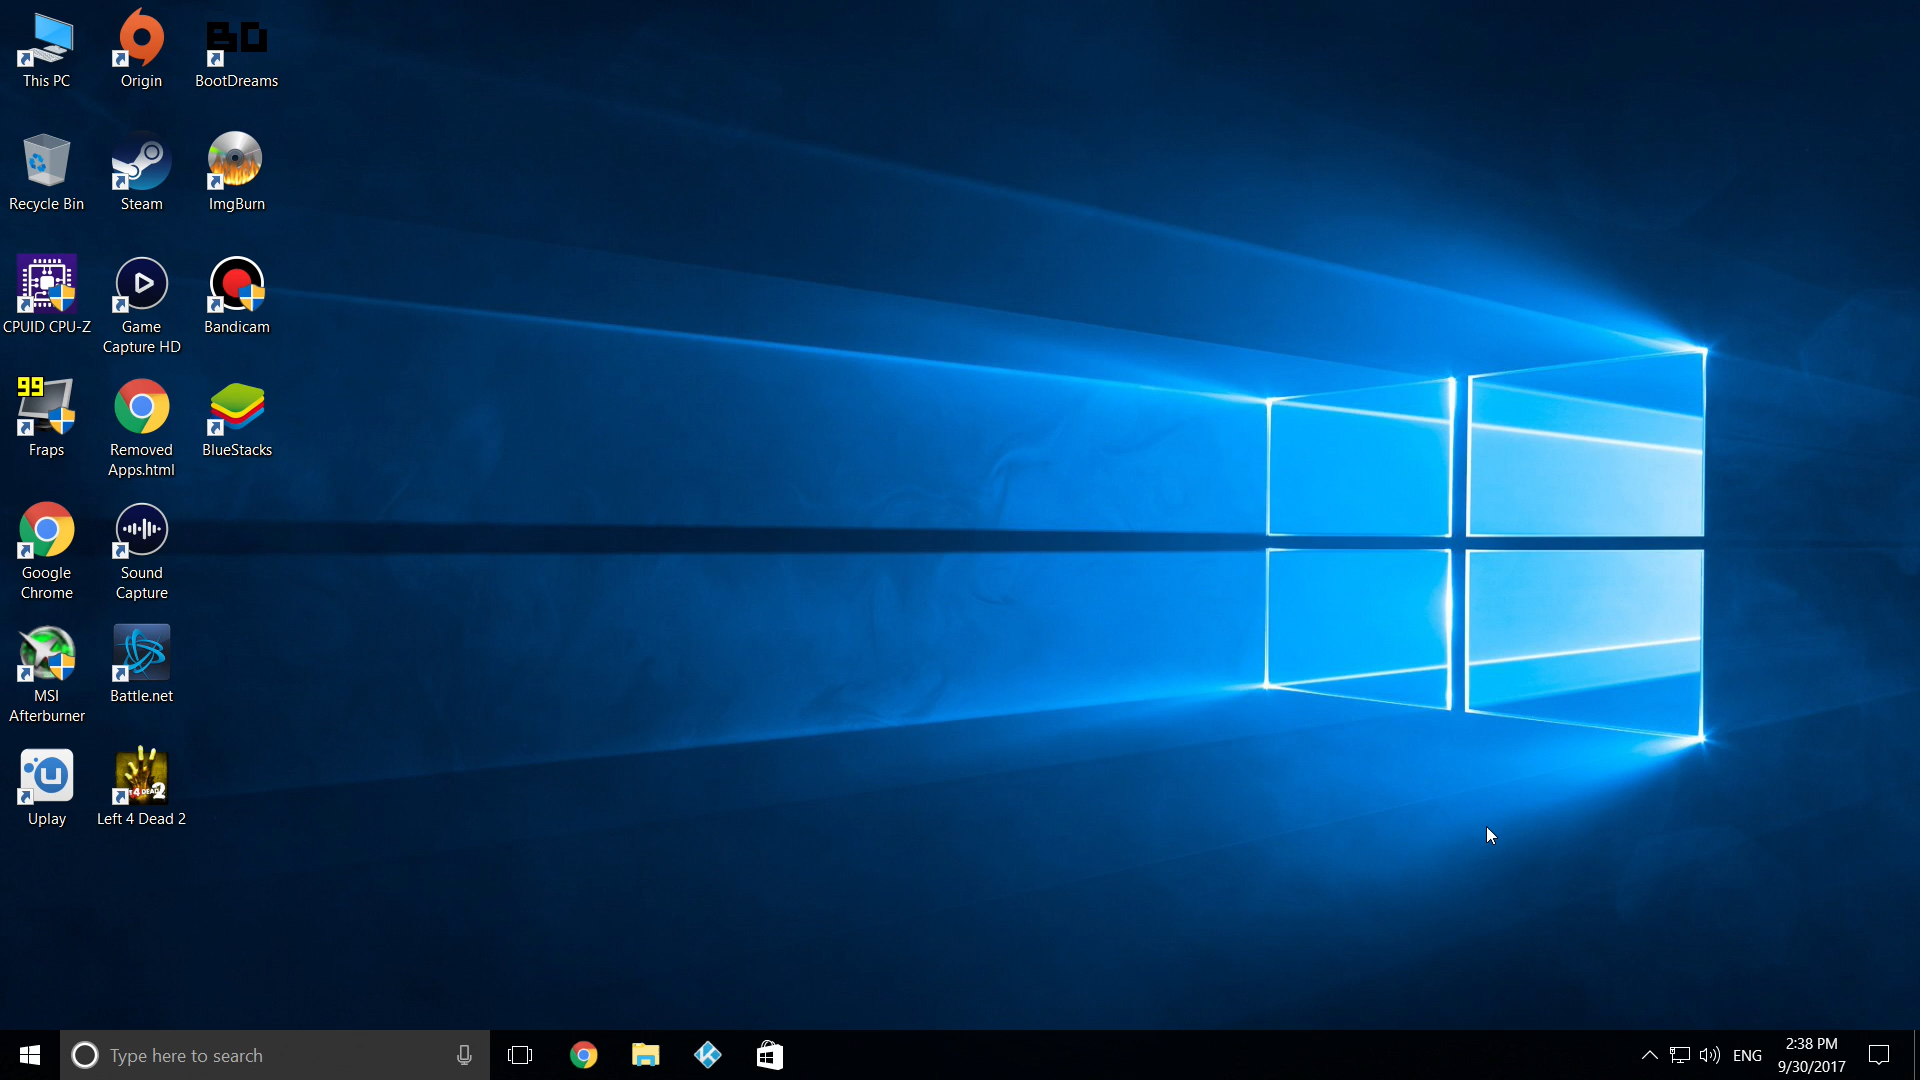 This PC
Origin
BootDreams
Recycle Bin
Steam
ImgBurn
CPUID CPU-Z
Game
Capture HD
Bandicam
99
Fraps
Removed
Apps.html
BlueStacks
Google
Chrome
Sound
Capture
MSI
Afterburner
Battle.net
Uplay
Left 4 Dead 2
Type here to search
ENG
2:38 PM
9/30/2017